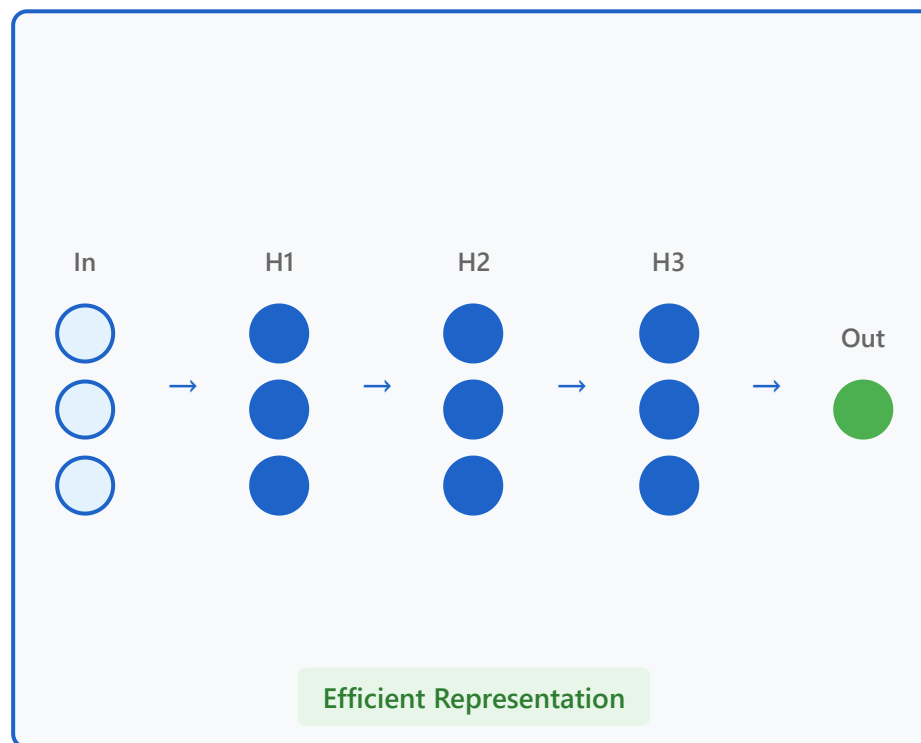 In
H1
H2
H3
Out
→
→
→
→
Efficient Representation